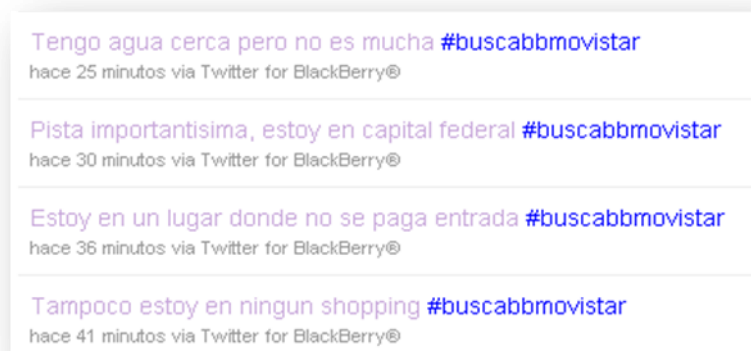 Tengo agua cerca pero no es mucha #buscabbmovistar
hace 25 minutos via Twitter for BlackBerry®
Pista importantisima, estoy en capital federal #buscabbmovistar
hace 30 minutos via Twitter for BlackBerry®
Estoy en un lugar donde no se paga entrada #buscabbmovistar
hace 36 minutos via Twitter for BlackBerry®
Tampoco estoy en ningun shopping #buscabbmovistar
hace 41 minutos via Twitter for BlackBerry®